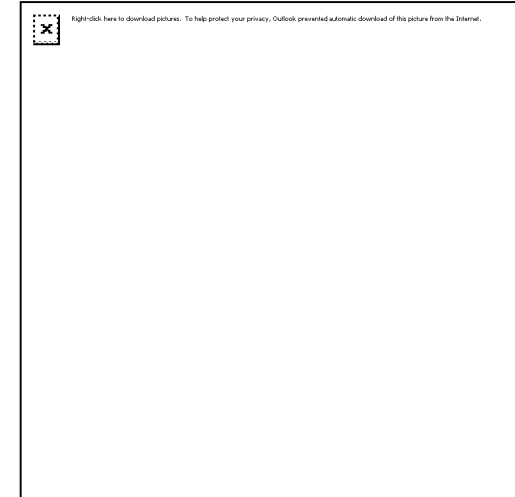 Right-click here to download pictures. To help protect your privacy, Outlook prevented automatic download of this picture from the Internet.